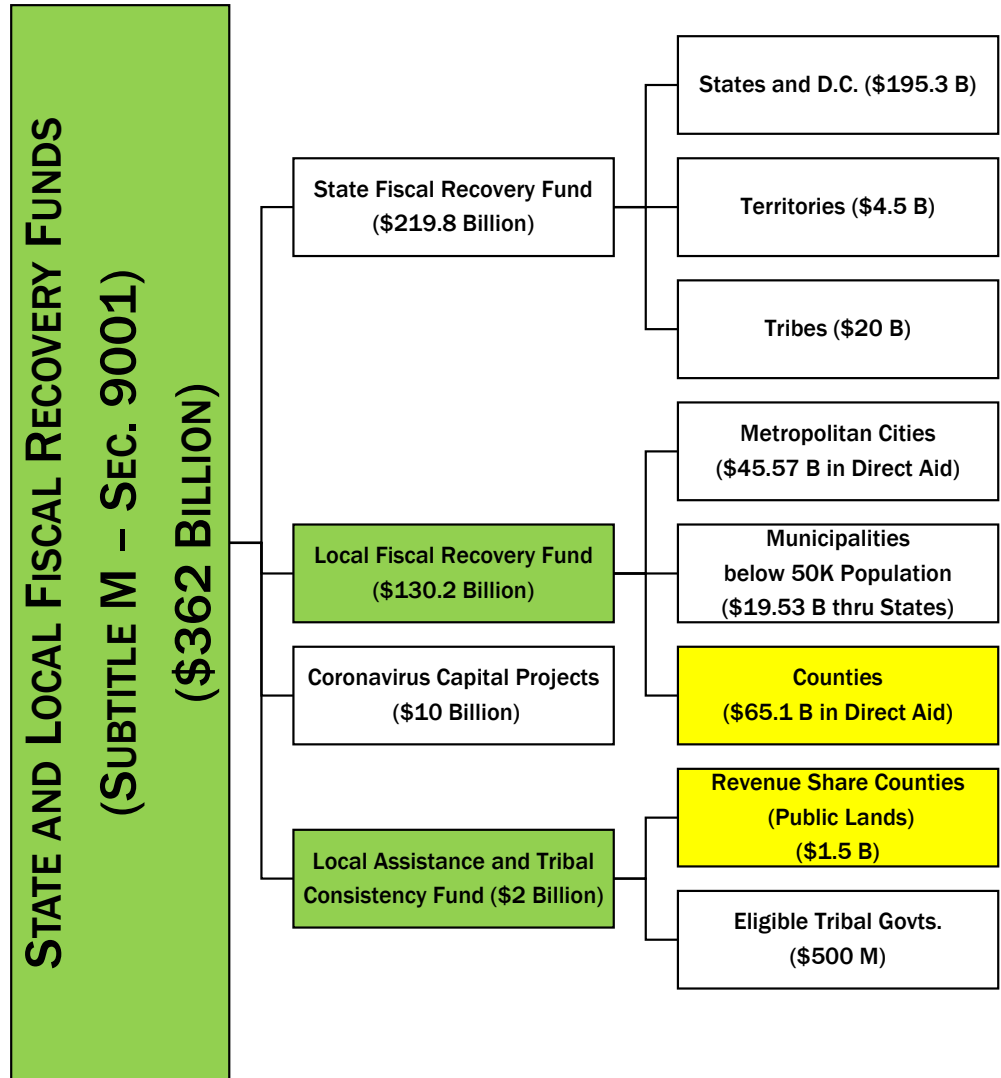 STATE AND LOCAL FISCAL RECOVERY FUNDS
(SUBTITLE M – SEC. 9001)
($362 BILLION)
State Fiscal Recovery Fund
($219.8 Billion)
States and D.C. ($195.3 B)
Territories ($4.5 B)
Tribes ($20 B)
Local Fiscal Recovery Fund
($130.2 Billion)
Metropolitan Cities
($45.57 B in Direct Aid)
Municipalities
below 50K Population
($19.53 B thru States)
Counties
($65.1 B in Direct Aid)
Coronavirus Capital Projects
($10 Billion)
Local Assistance and Tribal
Consistency Fund ($2 Billion)
Revenue Share Counties
(Public Lands)
($1.5 B)
Eligible Tribal Govts.
($500 M)